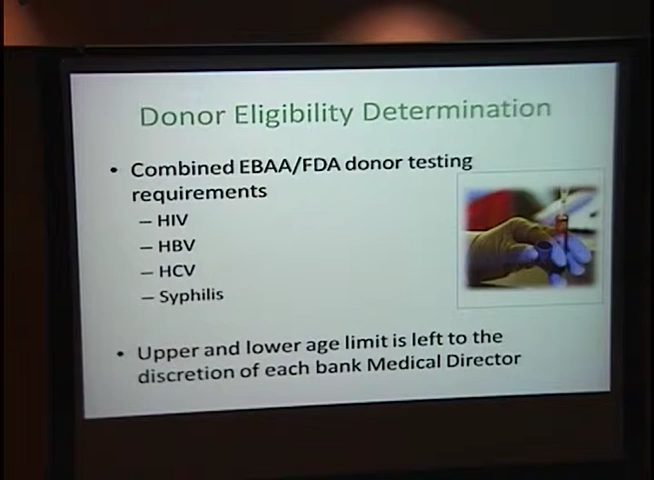 Donor Eligibility Determination
• Combined EBAA/FDA donor testing
requirements
– HIV
– HBV
– HCV
– Syphilis
• Upper and lower age limit is left to the
discretion of each bank Medical Director